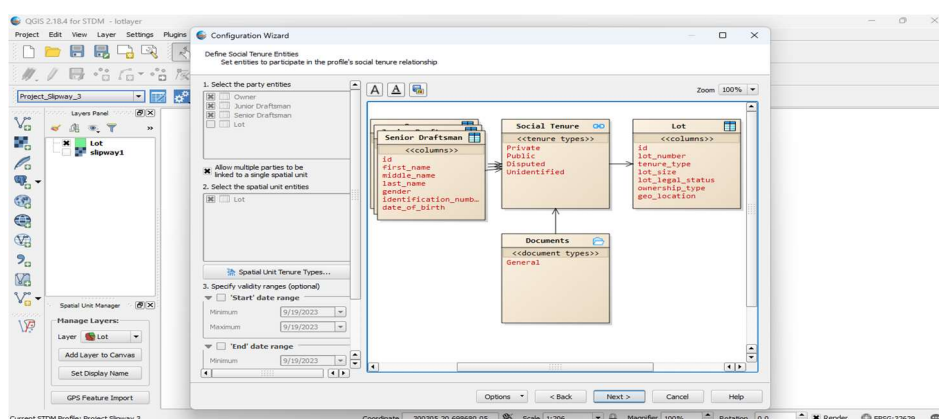 QGIS 2.18.4 for STDM - lotlayer
Project Edit View Layer Settings Plugins
Project_Slipway_3
Layers Panel
Lot
slipway1
Spatial Unit Manager
Manage Layers:
Layer Lot
Add Layer to Canvas
Set Display Name
GPS Feature Import
Configuration Wizard
Define Social Tenure Entities
Set entities to participate in the profile's social tenure relationship
1. Select the party entities
Owner
Junior Draftsman
Senior Draftsman
Lot
Allow multiple parties to be
linked to a single spatial unit
2. Select the spatial unit entities
Lot
Spatial Unit Tenure Types...
3. Specify validity ranges (optional)
'Start' date range
Minimum 9/19/2023
Maximum 9/19/2023
'End' date range
Minimum 9/19/2023
Zoom 100%
Senior Draftsman
<<columns>>
id
first_name
middle_name
last_name
gender
identification_numb…
date_of_birth
Social Tenure
<<tenure types>>
Private
Public
Disputed
Unidentified
Lot
<<columns>>
id
lot_number
tenure_type
lot_size
lot_legal_status
ownership_type
geo_location
Documents
<<document types>>
General
Options < Back Next > Cancel Help
Current STDM Profile: Project Slipway 3 Coordinate 200205.20,698680.05 Scale 1:206 Magnifier 100% Rotation 0.0 Render